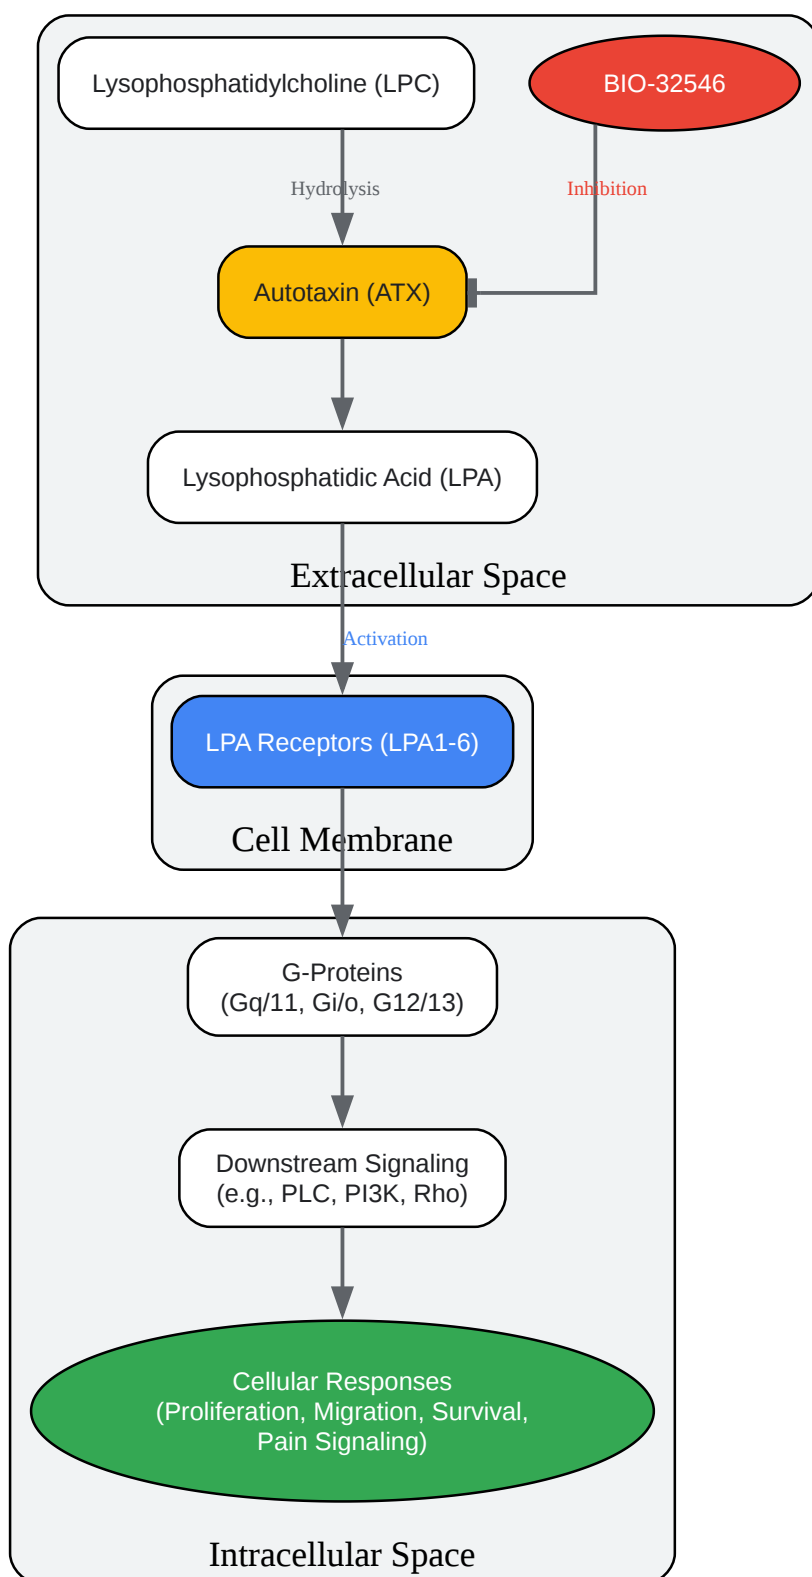 Lysophosphatidylcholine (LPC)
BIO-32546
Hydrolysis
Inhibition
Autotaxin (ATX)
Lysophosphatidic Acid (LPA)
Extracellular Space
Activation
LPA Receptors (LPA1-6)
Cell Membrane
G-Proteins
(Gq/11, Gi/o, G12/13)
Downstream Signaling
(e.g., PLC, PI3K, Rho)
Cellular Responses
(Proliferation, Migration, Survival,
Pain Signaling)
Intracellular Space